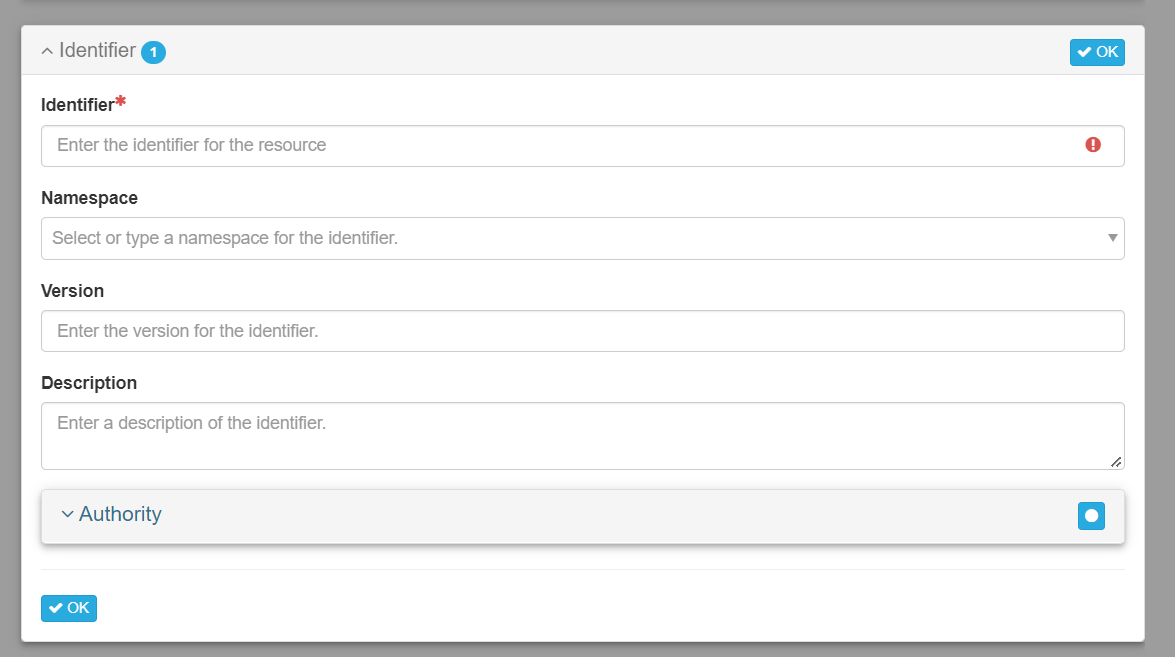 Identifier 1
OK
Identifier*
Enter the identifier for the resource
Namespace
Select or type a namespace for the identifier.
Version
Enter the version for the identifier.
Description
Enter a description of the identifier.
Authority
OK